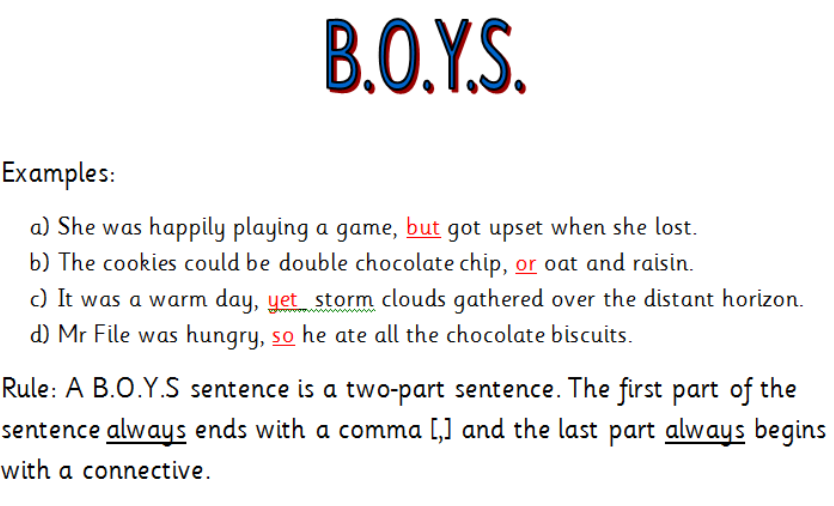 B.O.Y.S.
Examples:
a) She was happily playing a game, but got upset when she lost.
b) The cookies could be double chocolate chip, or oat and raisin.
c) It was a warm day, yet  storm clouds gathered over the distant horizon.
d) Mr File was hungry, so he ate all the chocolate biscuits.
Rule: A B.O.Y.S sentence is a two-part sentence. The first part of the
sentence always ends with a comma [,] and the last part always begins
with a connective.